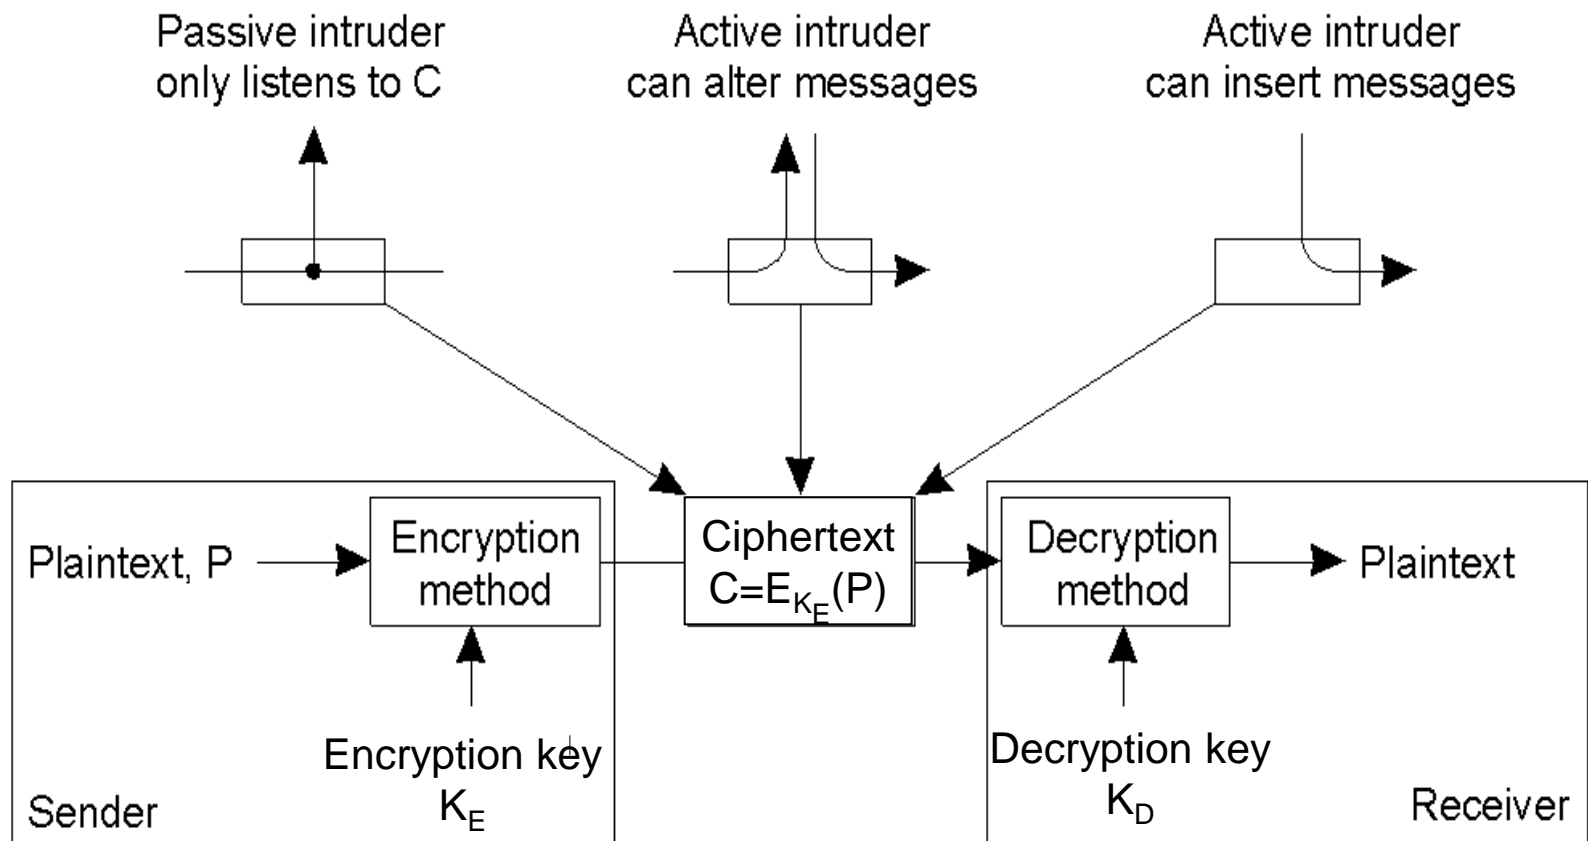 Passive intruder
only listens to C
Active intruder
can alter messages
Active intruder
can insert messages
Plaintext, P
Encryption
method
Ciphertext
C=E_{K_E}(P)
Decryption
method
Plaintext
Encryption key
K_E
Decryption key
K_D
Sender
Receiver